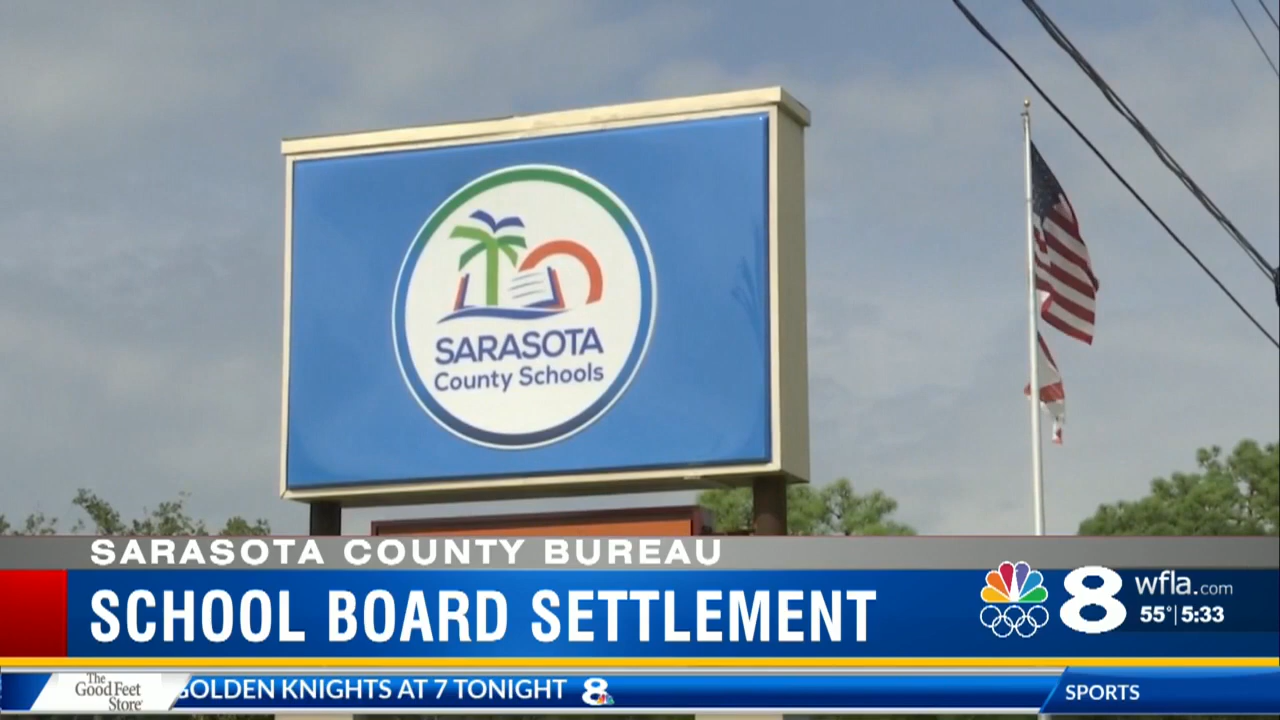 SARASOTA
County Schools
SARASOTA COUNTY BUREAU
SCHOOL BOARD SETTLEMENT
8 wfla.com
55° 5:33
The
Good Feet
Store
GOLDEN KNIGHTS AT 7 TONIGHT 8
SPORTS